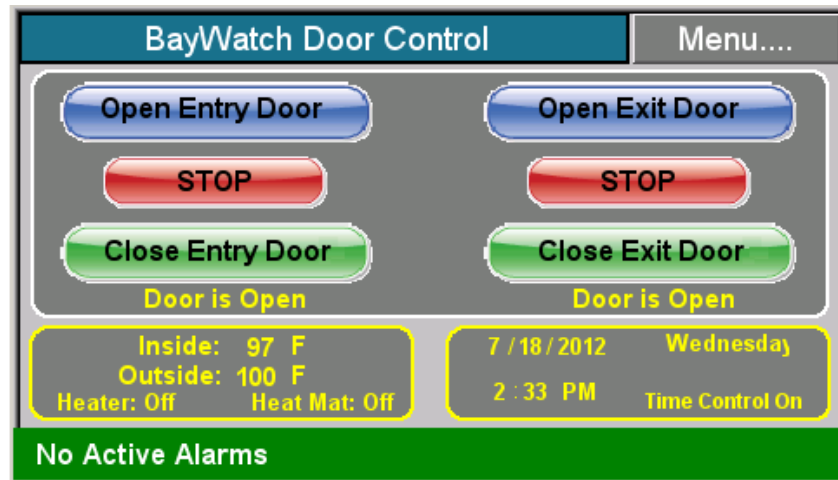 BayWatch Door Control Menu....
Open Entry Door Open Exit Door
STOP STOP
Close Entry Door Close Exit Door
Door is Open Door is Open
Inside: 97 F
Outside: 100 F
Heater: Off Heat Mat: Off
7 / 18 / 2012 Wednesday
2 : 33 PM
Time Control On
No Active Alarms